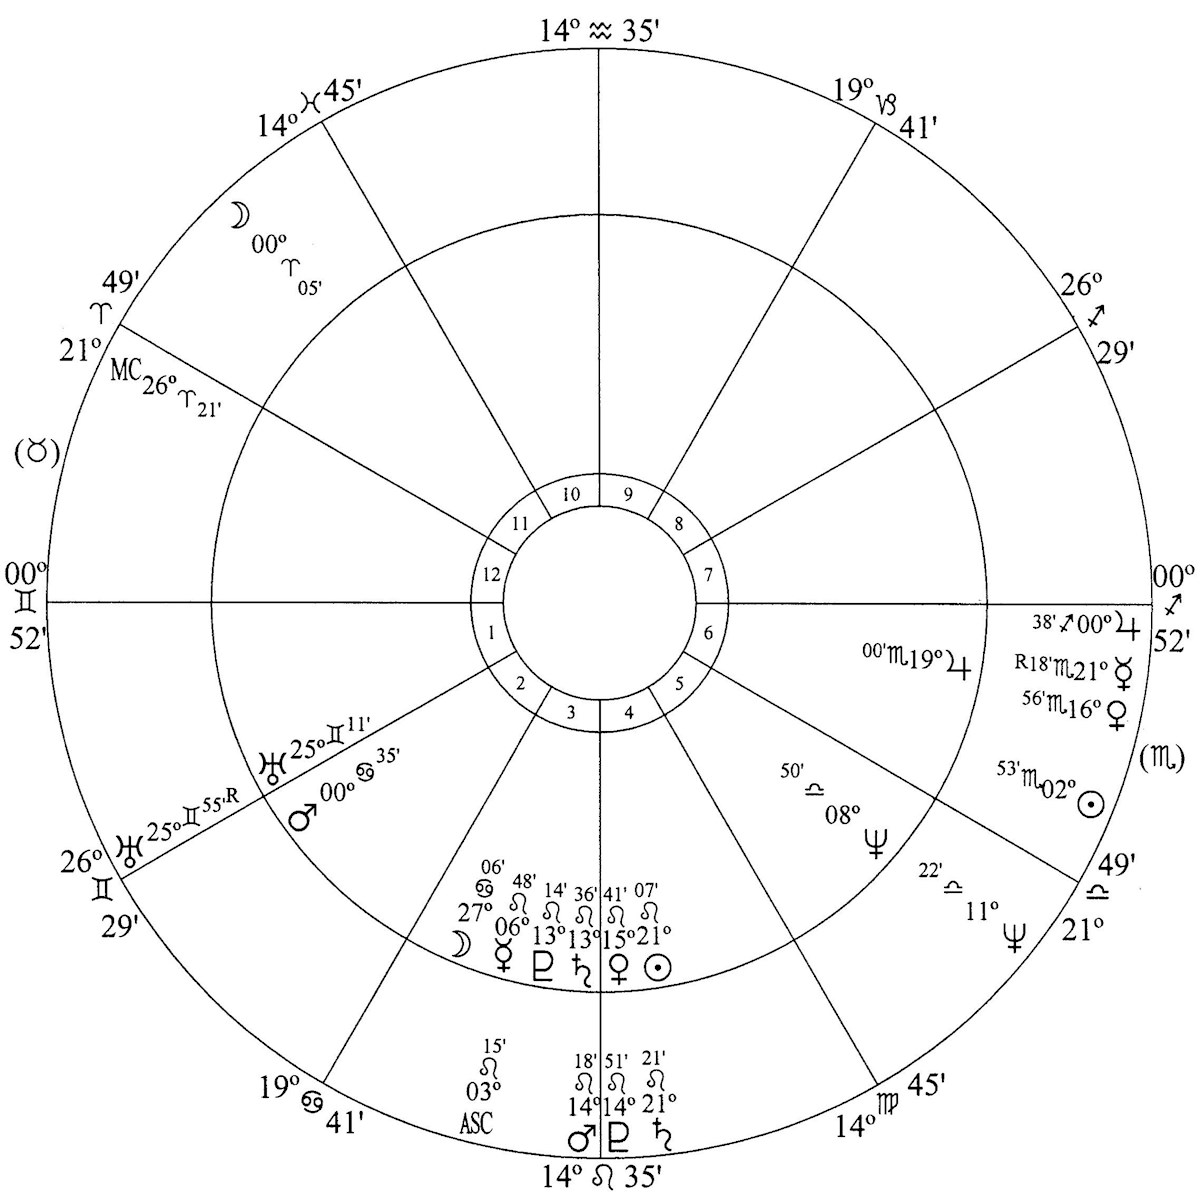 14° ♒ 35'
14° ♓ 45'
19° ♑ 41'
☽ 00° ♈ 05'
49' ♈ 21°
26° ♐ 29'
MC 26° ♈ 21'
(♉)
10 9
11 8
12 7
1 6
2 5
3 4
00° ♊ 52'
00° ♐ 52'
38' ♐ 00° ♃
00' ♏ 19° ♃
R 18' ♏ 21° ☿
56' ♏ 16° ♀
(♏)
♅ 25° ♊ 11'
♂ 00° ♋ 35'
50' ♎ 08° ♆
53' ♏ 02° ☉
♅ 25° ♊ 55' R
26° ♊ 29'
49' ♎ 21°
22' ♎ 11° ♆
06' ♋ 27° ☽
48' ♌ 06° ☿
14' ♌ 13° ♇
36' ♌ 13° ♄
41' ♌ 15° ♀
07' ♌ 21° ☉
15' ♌ 03° ASC
18' ♌ 14° ♂
51' ♌ 14° ♇
21' ♌ 21° ♄
19° ♋ 41'
14° ♍ 45'
14° ♌ 35'